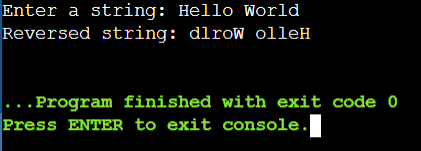 Enter a string: Hello World
Reversed string: dlroW olleH
...Program finished with exit code 0
Press ENTER to exit console.